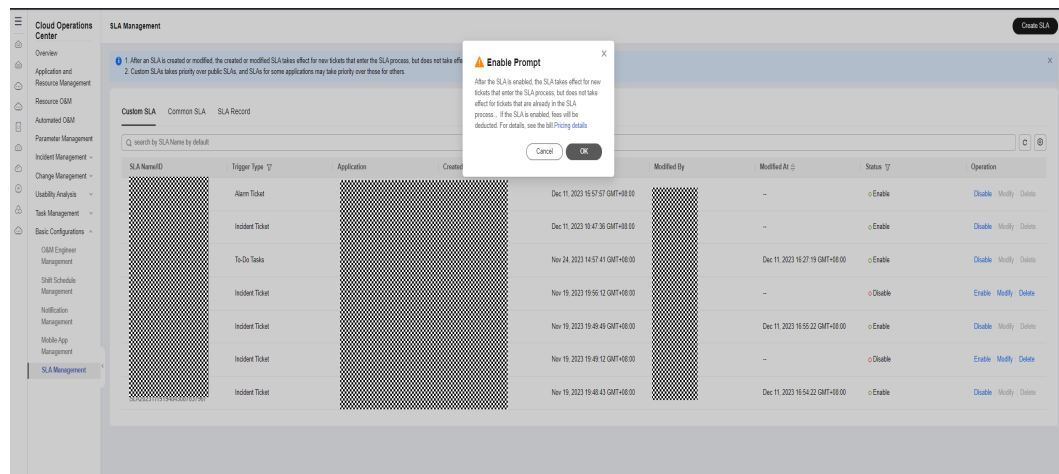 Cloud Operations Center
SLA Management
Create SLA
Overview
Application and Resource Management
Resource O&M
Automated O&M
Parameter Management
Incident Management
Change Management
Usability Analysis
Task Management
Basic Configurations
O&M Engineer Management
Shift Schedule Management
Notification Management
Mobile App Management
SLA Management
1. After an SLA is created or modified, the created or modified SLA takes effect for new tickets that enter the SLA process, but does not take effe
2. Custom SLAs takes priority over public SLAs, and SLAs for some applications may take priority over those for others.
Enable Prompt
After the SLA is enabled, the SLA takes effect for new
tickets that enter the SLA process, but does not take
effect for tickets that are already in the SLA
process., If the SLA is enabled, fees will be
deducted. For details, see the bill Pricing details
Cancel OK
Custom SLA Common SLA SLA Record
search by SLA Name by default
SLA Name/ID Trigger Type Application Created Modified By Modified At Status Operation
Alarm Ticket Dec 11, 2023 15:57:57 GMT+08:00 -- Enable Disable Modify Delete
Incident Ticket Dec 11, 2023 10:47:36 GMT+08:00 -- Enable Disable Modify Delete
To-Do Tasks Nov 24, 2023 14:57:41 GMT+08:00 Dec 11, 2023 16:27:19 GMT+08:00 Enable Disable Modify Delete
Incident Ticket Nov 19, 2023 19:56:12 GMT+08:00 -- Disable Enable Modify Delete
Incident Ticket Nov 19, 2023 19:49:49 GMT+08:00 Dec 11, 2023 16:55:22 GMT+08:00 Enable Disable Modify Delete
Incident Ticket Nov 19, 2023 19:49:12 GMT+08:00 -- Disable Enable Modify Delete
Incident Ticket Nov 19, 2023 19:48:43 GMT+08:00 Dec 11, 2023 16:54:22 GMT+08:00 Enable Disable Modify Delete